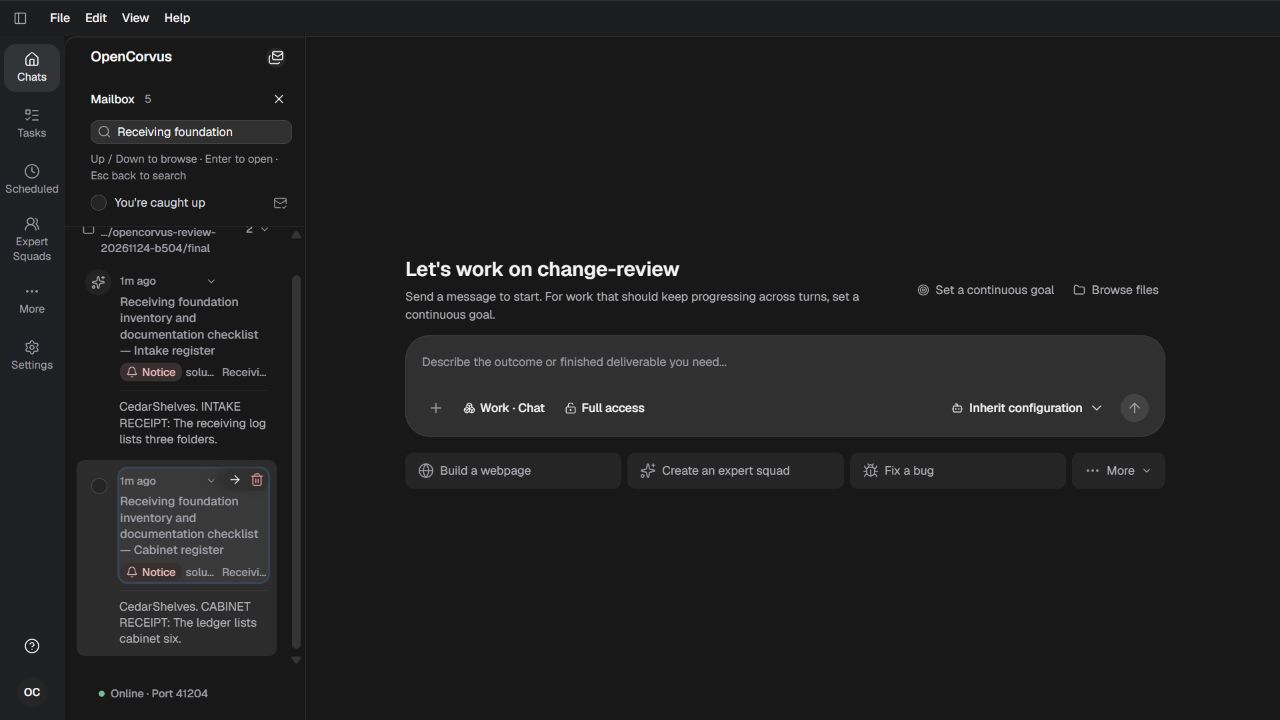 File Edit View Help
Chats
Tasks
Scheduled
Expert
Squads
More
Settings
OC
OpenCorvus
Mailbox 5
Receiving foundation
Up / Down to browse · Enter to open ·
Esc back to search
You're caught up
.../opencorvus-review- 2
20261124-b504/final
1m ago
Receiving foundation
inventory and
documentation checklist
— Intake register
Notice solu... Receivi...
CedarShelves. INTAKE
RECEIPT: The receiving log
lists three folders.
1m ago
Receiving foundation
inventory and
documentation checklist
— Cabinet register
Notice solu... Receivi...
CedarShelves. CABINET
RECEIPT: The ledger lists
cabinet six.
Online · Port 41204
Let's work on change-review
Send a message to start. For work that should keep progressing across turns, set a
continuous goal.
Set a continuous goal Browse files
Describe the outcome or finished deliverable you need...
Work · Chat Full access Inherit configuration
Build a webpage Create an expert squad Fix a bug More